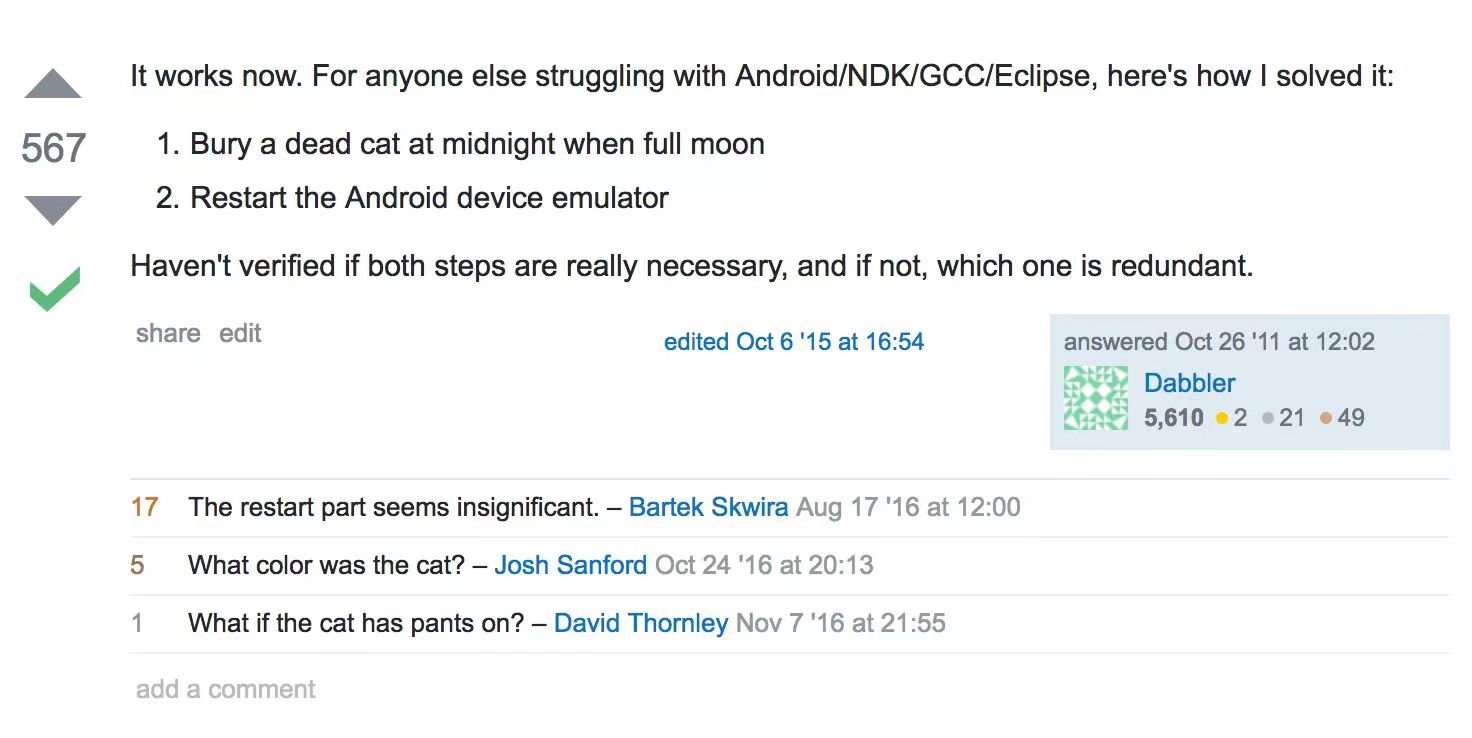 It works now. For anyone else struggling with Android/NDK/GCC/Eclipse, here's how I solved it:
567
1. Bury a dead cat at midnight when full moon
2. Restart the Android device emulator
Haven't verified if both steps are really necessary, and if not, which one is redundant.
share edit
edited Oct 6 '15 at 16:54
answered Oct 26 '11 at 12:02
Dabbler
5,610 2 21 49
17 The restart part seems insignificant. – Bartek Skwira Aug 17 '16 at 12:00
5 What color was the cat? – Josh Sanford Oct 24 '16 at 20:13
1 What if the cat has pants on? – David Thornley Nov 7 '16 at 21:55
add a comment